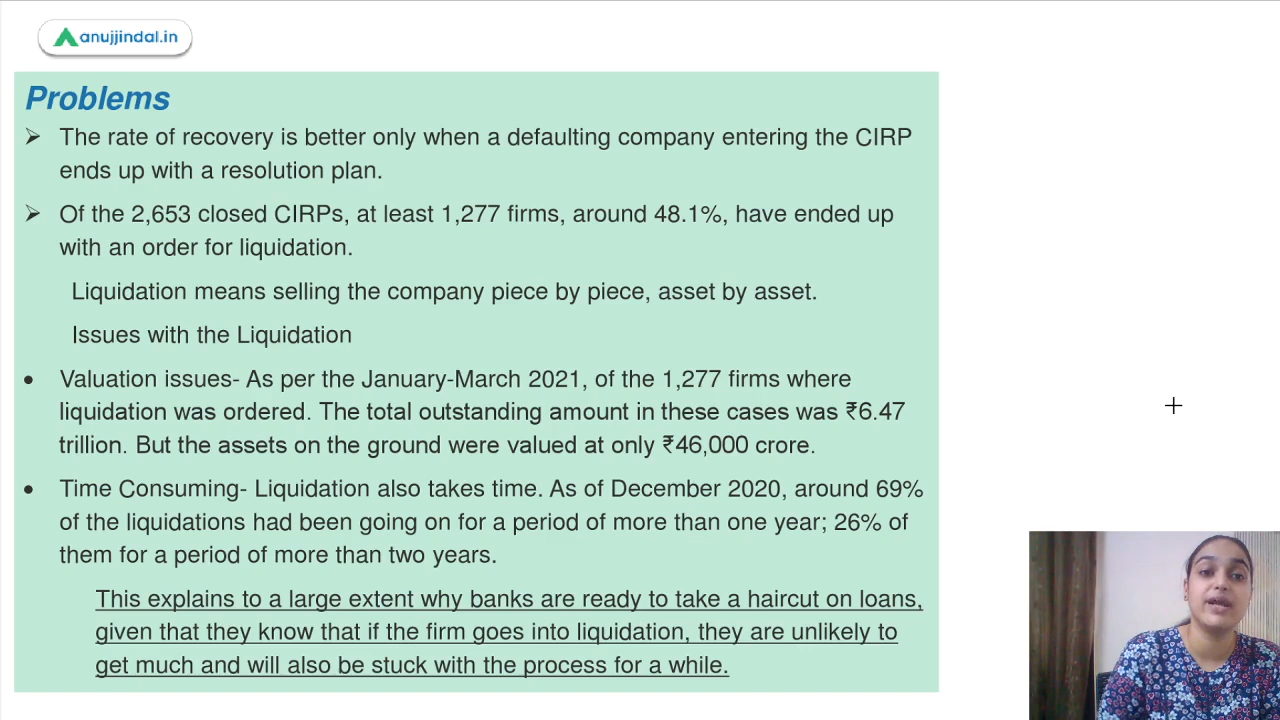 anujjindal.in
Problems
➢ The rate of recovery is better only when a defaulting company entering the CIRP
ends up with a resolution plan.
➢ Of the 2,653 closed CIRPs, at least 1,277 firms, around 48.1%, have ended up
with an order for liquidation.
Liquidation means selling the company piece by piece, asset by asset.
Issues with the Liquidation
• Valuation issues- As per the January-March 2021, of the 1,277 firms where
liquidation was ordered. The total outstanding amount in these cases was ₹6.47
trillion. But the assets on the ground were valued at only ₹46,000 crore.
• Time Consuming- Liquidation also takes time. As of December 2020, around 69%
of the liquidations had been going on for a period of more than one year; 26% of
them for a period of more than two years.
This explains to a large extent why banks are ready to take a haircut on loans,
given that they know that if the firm goes into liquidation, they are unlikely to
get much and will also be stuck with the process for a while.